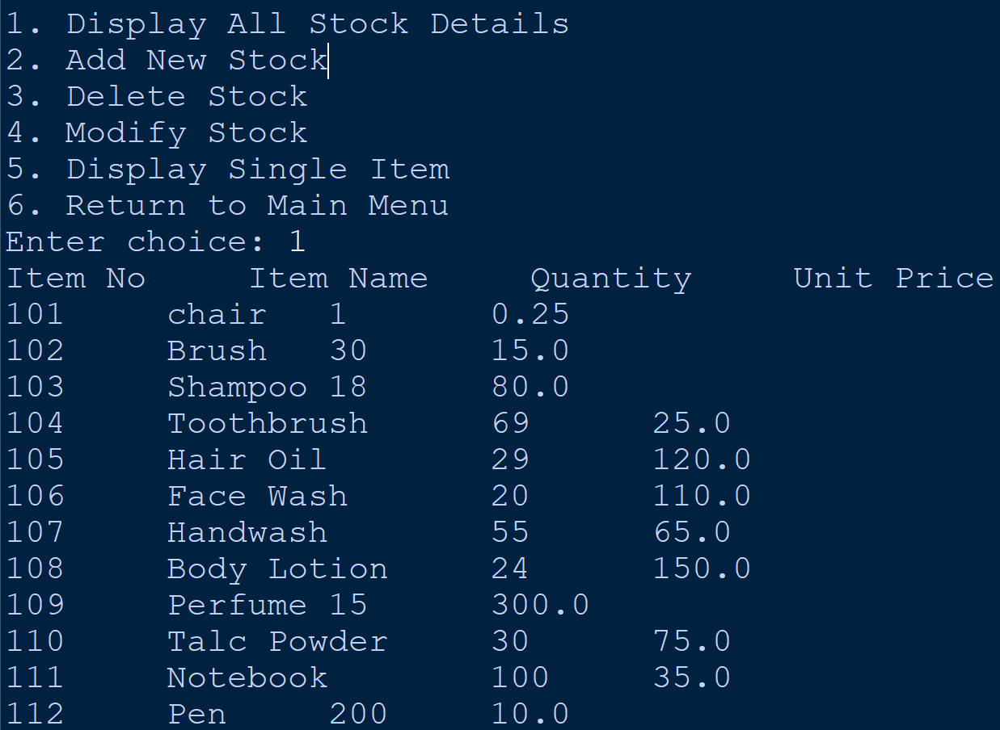 1. Display All Stock Details
2. Add New Stock
3. Delete Stock
4. Modify Stock
5. Display Single Item
6. Return to Main Menu
Enter choice: 1
Item No     Item Name     Quantity     Unit Price
101     chair   1       0.25
102     Brush   30      15.0
103     Shampoo 18      80.0
104     Toothbrush      69      25.0
105     Hair Oil        29      120.0
106     Face Wash       20      110.0
107     Handwash        55      65.0
108     Body Lotion     24      150.0
109     Perfume 15      300.0
110     Talc Powder     30      75.0
111     Notebook        100     35.0
112     Pen     200     10.0